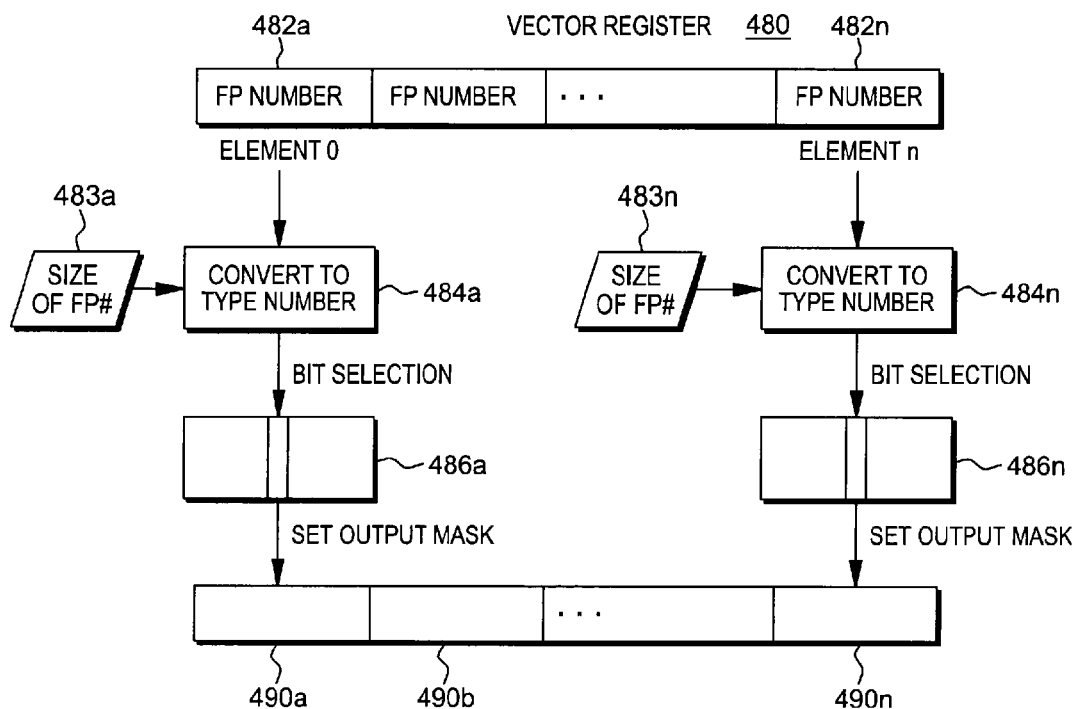 482a
VECTOR REGISTER 480
482n
FP NUMBER
FP NUMBER
. . .
FP NUMBER
ELEMENT 0
ELEMENT n
483a
483n
SIZE
OF FP#
CONVERT TO
TYPE NUMBER
484a
SIZE
OF FP#
CONVERT TO
TYPE NUMBER
484n
BIT SELECTION
BIT SELECTION
486a
486n
SET OUTPUT MASK
SET OUTPUT MASK
. . .
490a
490b
490n